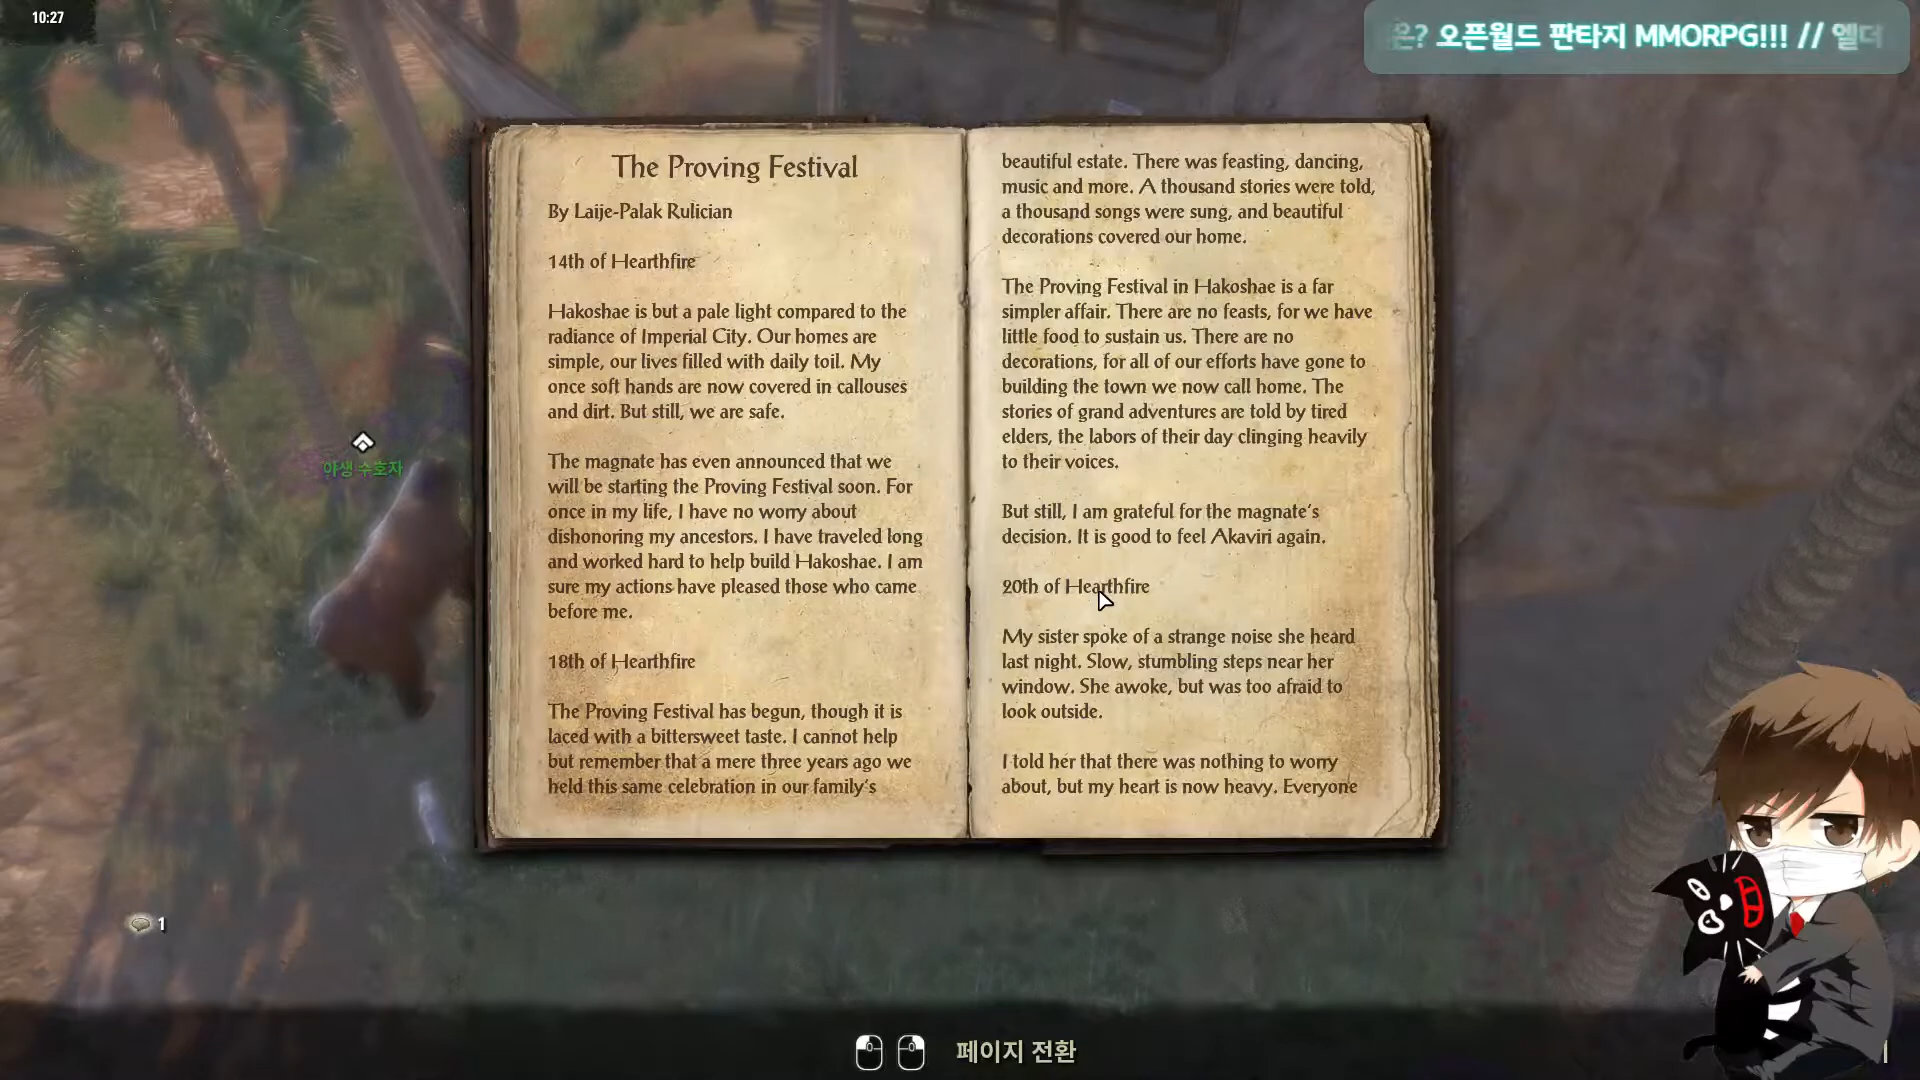 10:27
은? 오픈월드 판타지 MMORPG!!! // 엘더
The Proving Festival
By Laije-Palak Rulician
14th of Hearthfire
Hakoshae is but a pale light compared to the
radiance of Imperial City. Our homes are
simple, our lives filled with daily toil. My
once soft hands are now covered in callouses
and dirt. But still, we are safe.
The magnate has even announced that we
will be starting the Proving Festival soon. For
once in my life, I have no worry about
dishonoring my ancestors. I have traveled long
and worked hard to help build Hakoshae. I am
sure my actions have pleased those who came
before me.
18th of Hearthfire
The Proving Festival has begun, though it is
laced with a bittersweet taste. I cannot help
but remember that a mere three years ago we
held this same celebration in our family's
beautiful estate. There was feasting, dancing,
music and more. A thousand stories were told,
a thousand songs were sung, and beautiful
decorations covered our home.
The Proving Festival in Hakoshae is a far
simpler affair. There are no feasts, for we have
little food to sustain us. There are no
decorations, for all of our efforts have gone to
building the town we now call home. The
stories of grand adventures are told by tired
elders, the labors of their day clinging heavily
to their voices.
But still, I am grateful for the magnate's
decision. It is good to feel Akaviri again.
20th of Hearthfire
My sister spoke of a strange noise she heard
last night. Slow, stumbling steps near her
window. She awoke, but was too afraid to
look outside.
I told her that there was nothing to worry
about, but my heart is now heavy. Everyone
야생 수호자
1
페이지 전환